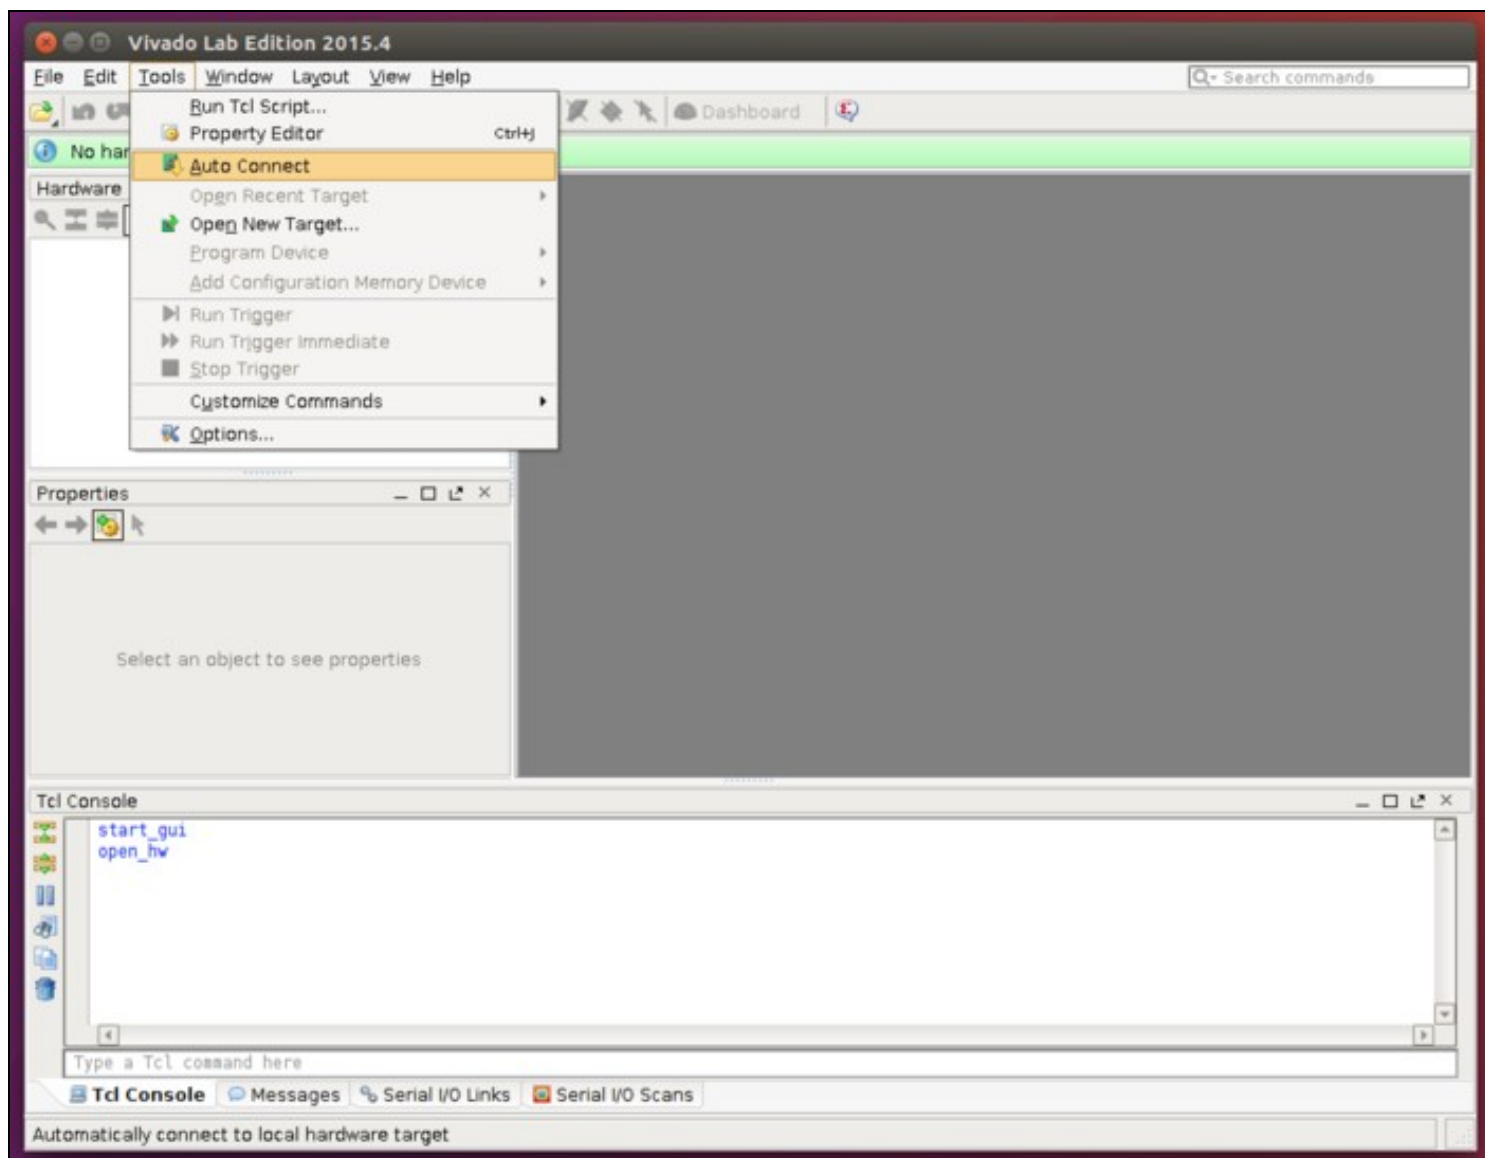 Vivado Lab Edition 2015.4
File Edit Tools Window Layout View Help
Q- Search commands
Dashboard
Run Tcl Script...
Property Editor Ctrl+J
No har
Auto Connect
Hardware
Open Recent Target
Open New Target...
Program Device
Add Configuration Memory Device
Run Trigger
Run Trigger Immediate
Stop Trigger
Customize Commands
Options...
Properties
Select an object to see properties
Tcl Console
start_gui
open_hw
Type a Tcl command here
Tcl Console Messages Serial I/O Links Serial I/O Scans
Automatically connect to local hardware target